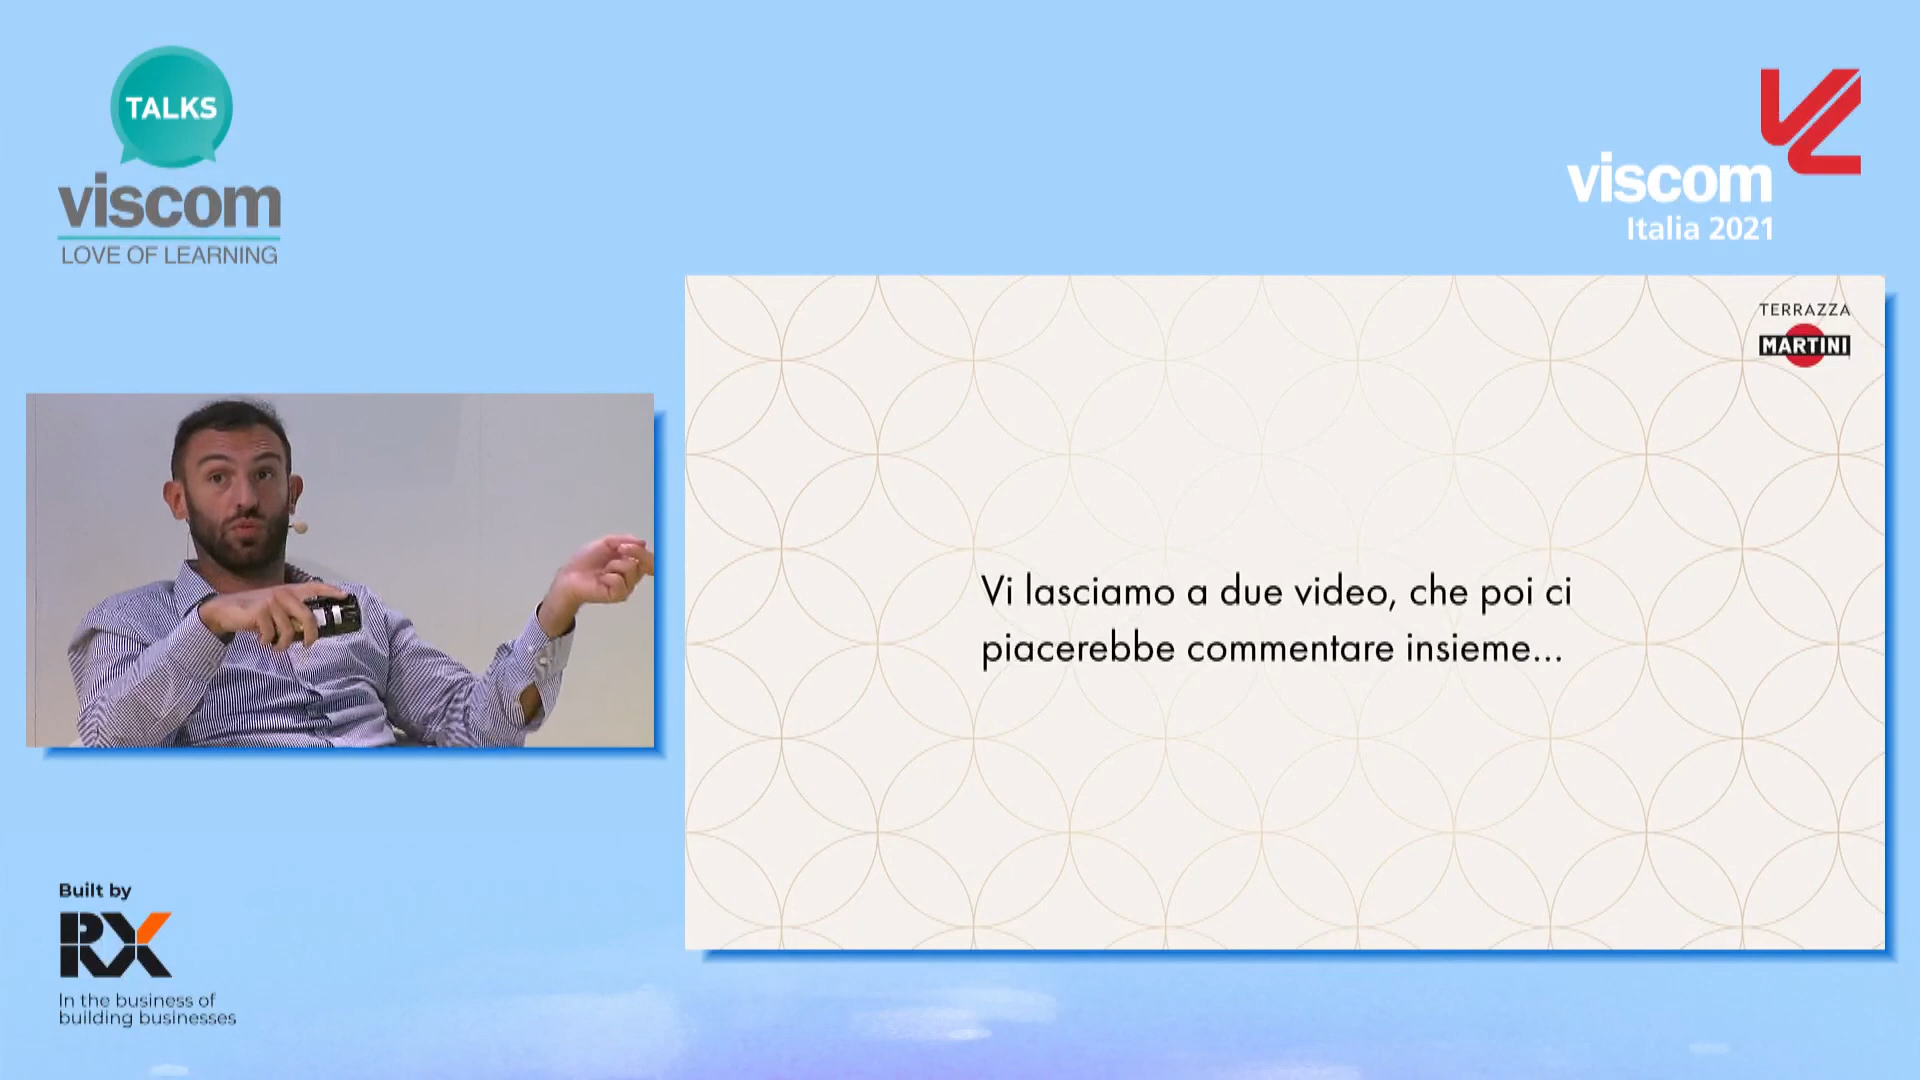 TALKS
viscom
LOVE OF LEARNING
viscom
Italia 2021
TERRAZZA
MARTINI
Vi lasciamo a due video, che poi ci
piacerebbe commentare insieme...
Built by
RX
In the business of
building businesses